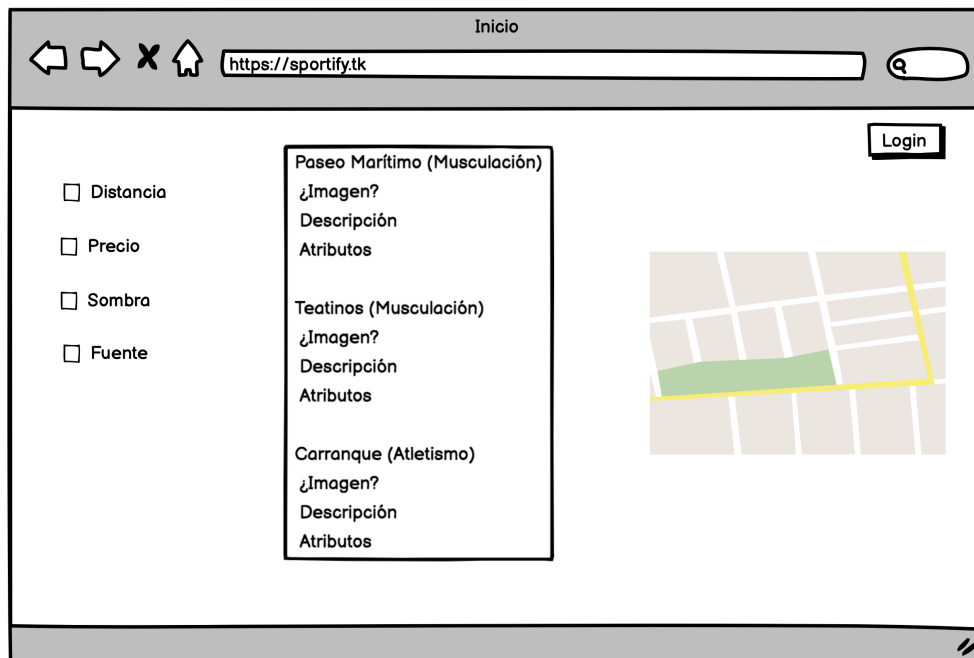 Inicio
https://sportify.tk
Login
Distancia
Precio
Sombra
Fuente
Paseo Marítimo (Musculación)
¿Imagen?
Descripción
Atributos
Teatinos (Musculación)
¿Imagen?
Descripción
Atributos
Carranque (Atletismo)
¿Imagen?
Descripción
Atributos